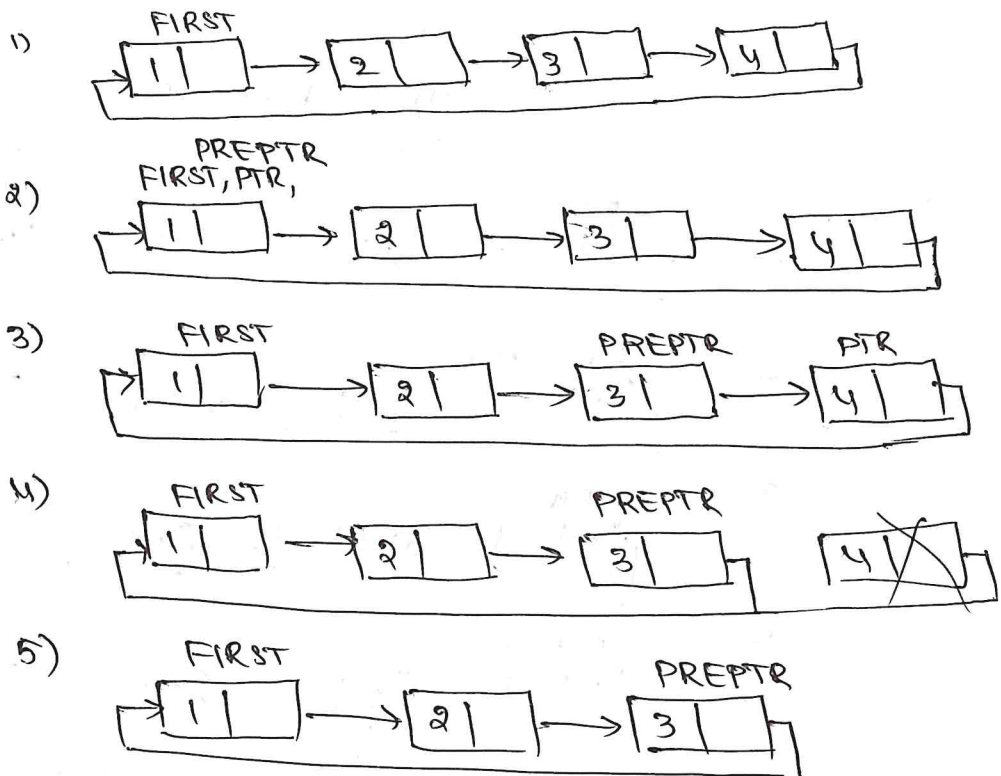 FIRST
1) 1 2 3 4
PREPTR
FIRST, PTR,
2) 1 2 3 4
FIRST PREPTR PTR
3) 1 2 3 4
FIRST PREPTR
4) 1 2 3 4
FIRST PREPTR
5) 1 2 3